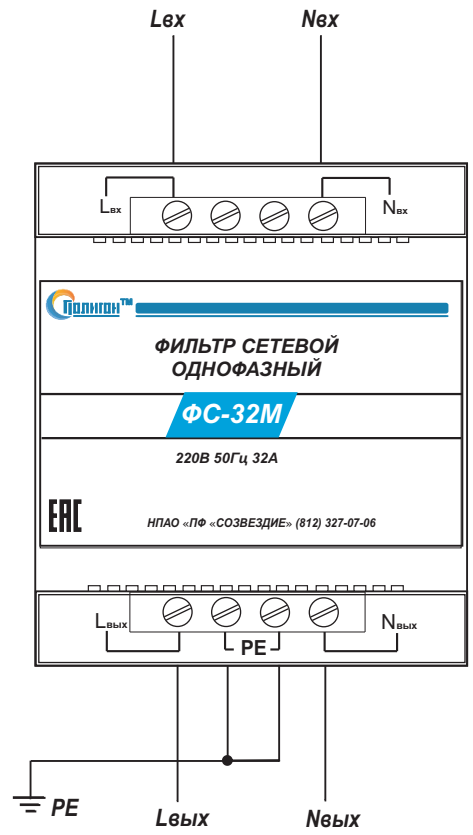 Lвх Nвх
Lвх Nвх
Полигон™
ФИЛЬТР СЕТЕВОЙ
ОДНОФАЗНЫЙ
ФС-32М
220В 50Гц 32А
EAC НПАО «ПФ «СОЗВЕЗДИЕ» (812) 327-07-06
Lвых PE Nвых
PE
Lвых Nвых